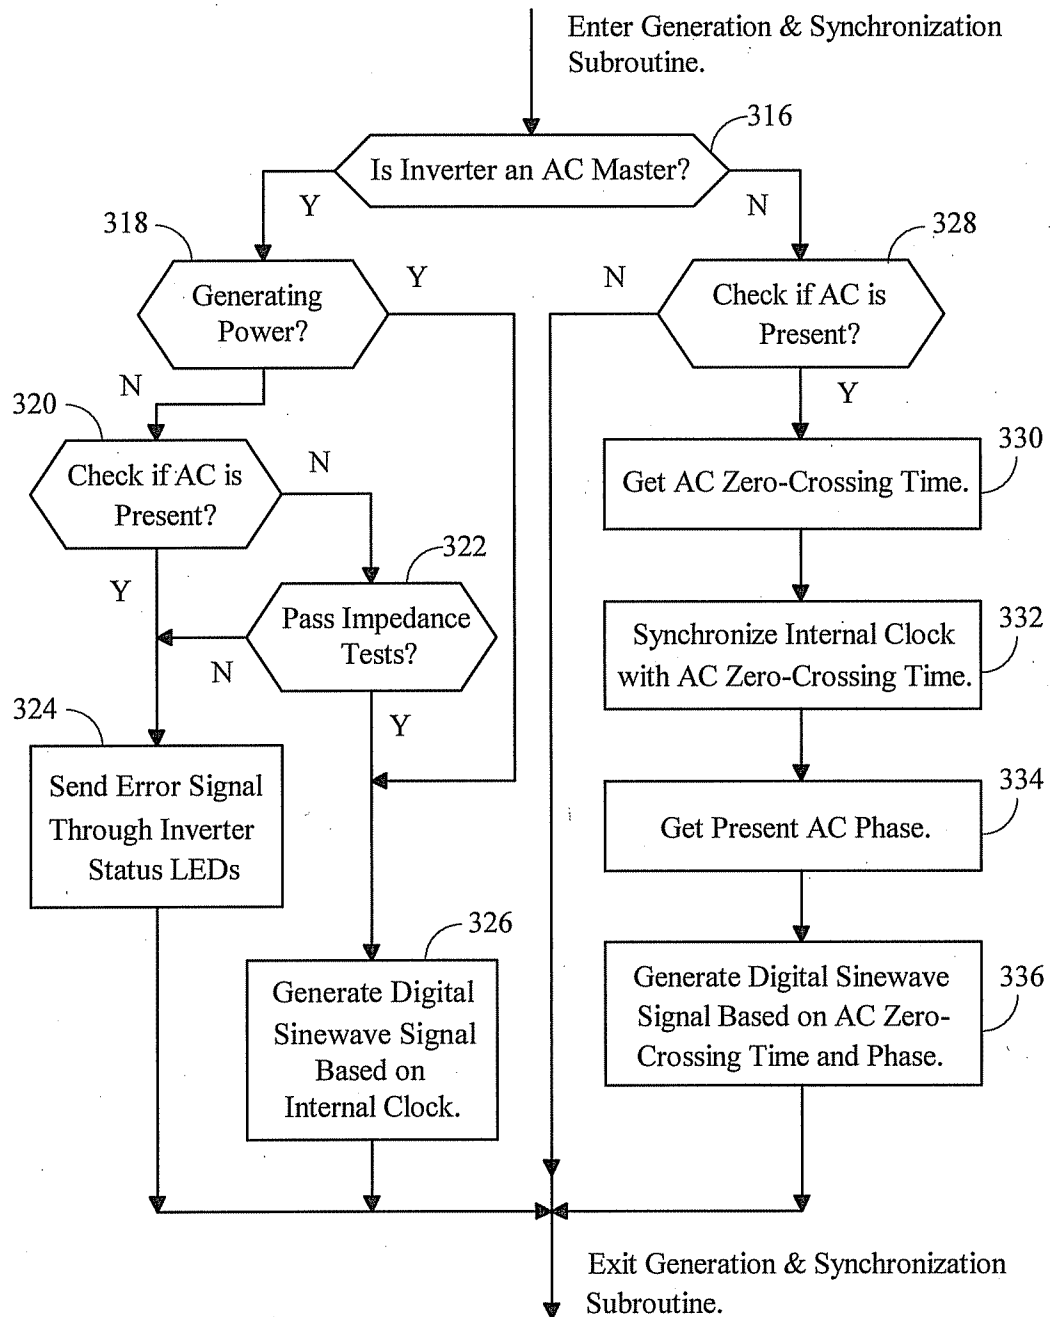 Enter Generation & Synchronization
Subroutine.
316
Is Inverter an AC Master?
Y
N
318
328
Generating
Power?
Y
N
Check if AC is
Present?
N
Y
320
Check if AC is
Present?
N
330
Get AC Zero-Crossing Time.
322
Y
Pass Impedance
Tests?
N
Y
332
Synchronize Internal Clock
with AC Zero-Crossing Time.
324
Send Error Signal
Through Inverter
Status LEDs
334
Get Present AC Phase.
326
Generate Digital
Sinewave Signal
Based on
Internal Clock.
336
Generate Digital Sinewave
Signal Based on AC Zero-
Crossing Time and Phase.
Exit Generation & Synchronization
Subroutine.